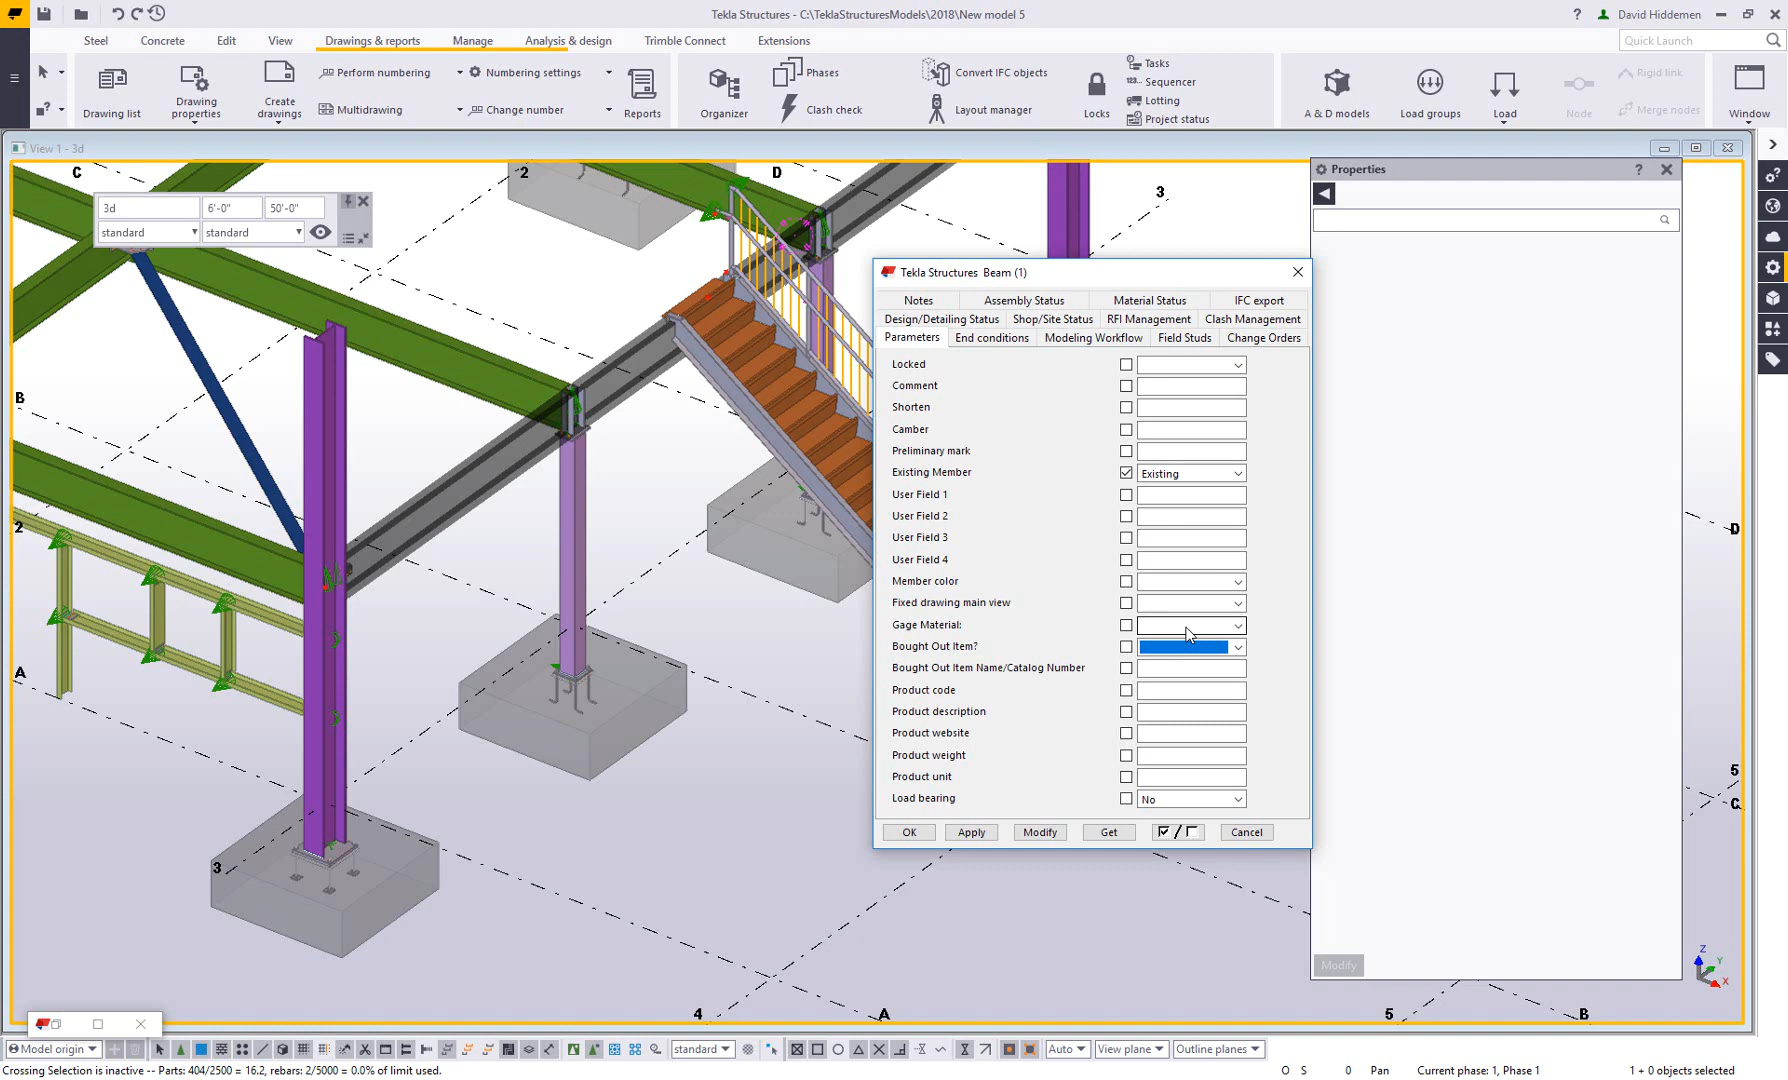 Tekla Structures - C:\TeklaStructuresModels\2018\New model 5
? David Hiddemen
Steel Concrete Edit View Drawings & reports Manage Analysis & design Trimble Connect Extensions
Quick Launch
Drawing list
Drawing properties
Create drawings
Perform numbering
Numbering settings
Multidrawing
Change number
Reports
Organizer
Phases
Clash check
Convert IFC objects
Layout manager
Locks
Tasks
Sequencer
Lotting
Project status
A & D models
Load groups
Load
Node
Rigid link
Merge nodes
Window
View 1 - 3d
3d 6'-0" 50'-0"
standard standard
C 2 D 3
B
2
A
3
4 A 5 B
D
5
C
Z
Y
X
Properties ?
Modify
Tekla Structures Beam (1)
Notes Assembly Status Material Status IFC export
Design/Detailing Status Shop/Site Status RFI Management Clash Management
Parameters End conditions Modeling Workflow Field Studs Change Orders
Locked
Comment
Shorten
Camber
Preliminary mark
Existing Member Existing
User Field 1
User Field 2
User Field 3
User Field 4
Member color
Fixed drawing main view
Gage Material:
Bought Out Item?
Bought Out Item Name/Catalog Number
Product code
Product description
Product website
Product weight
Product unit
Load bearing No
OK Apply Modify Get / Cancel
Model origin standard Auto View plane Outline planes
Crossing Selection is inactive -- Parts: 404/2500 = 16.2, rebars: 2/5000 = 0.0% of limit used.
O S 0 Pan Current phase: 1, Phase 1 1 + 0 objects selected